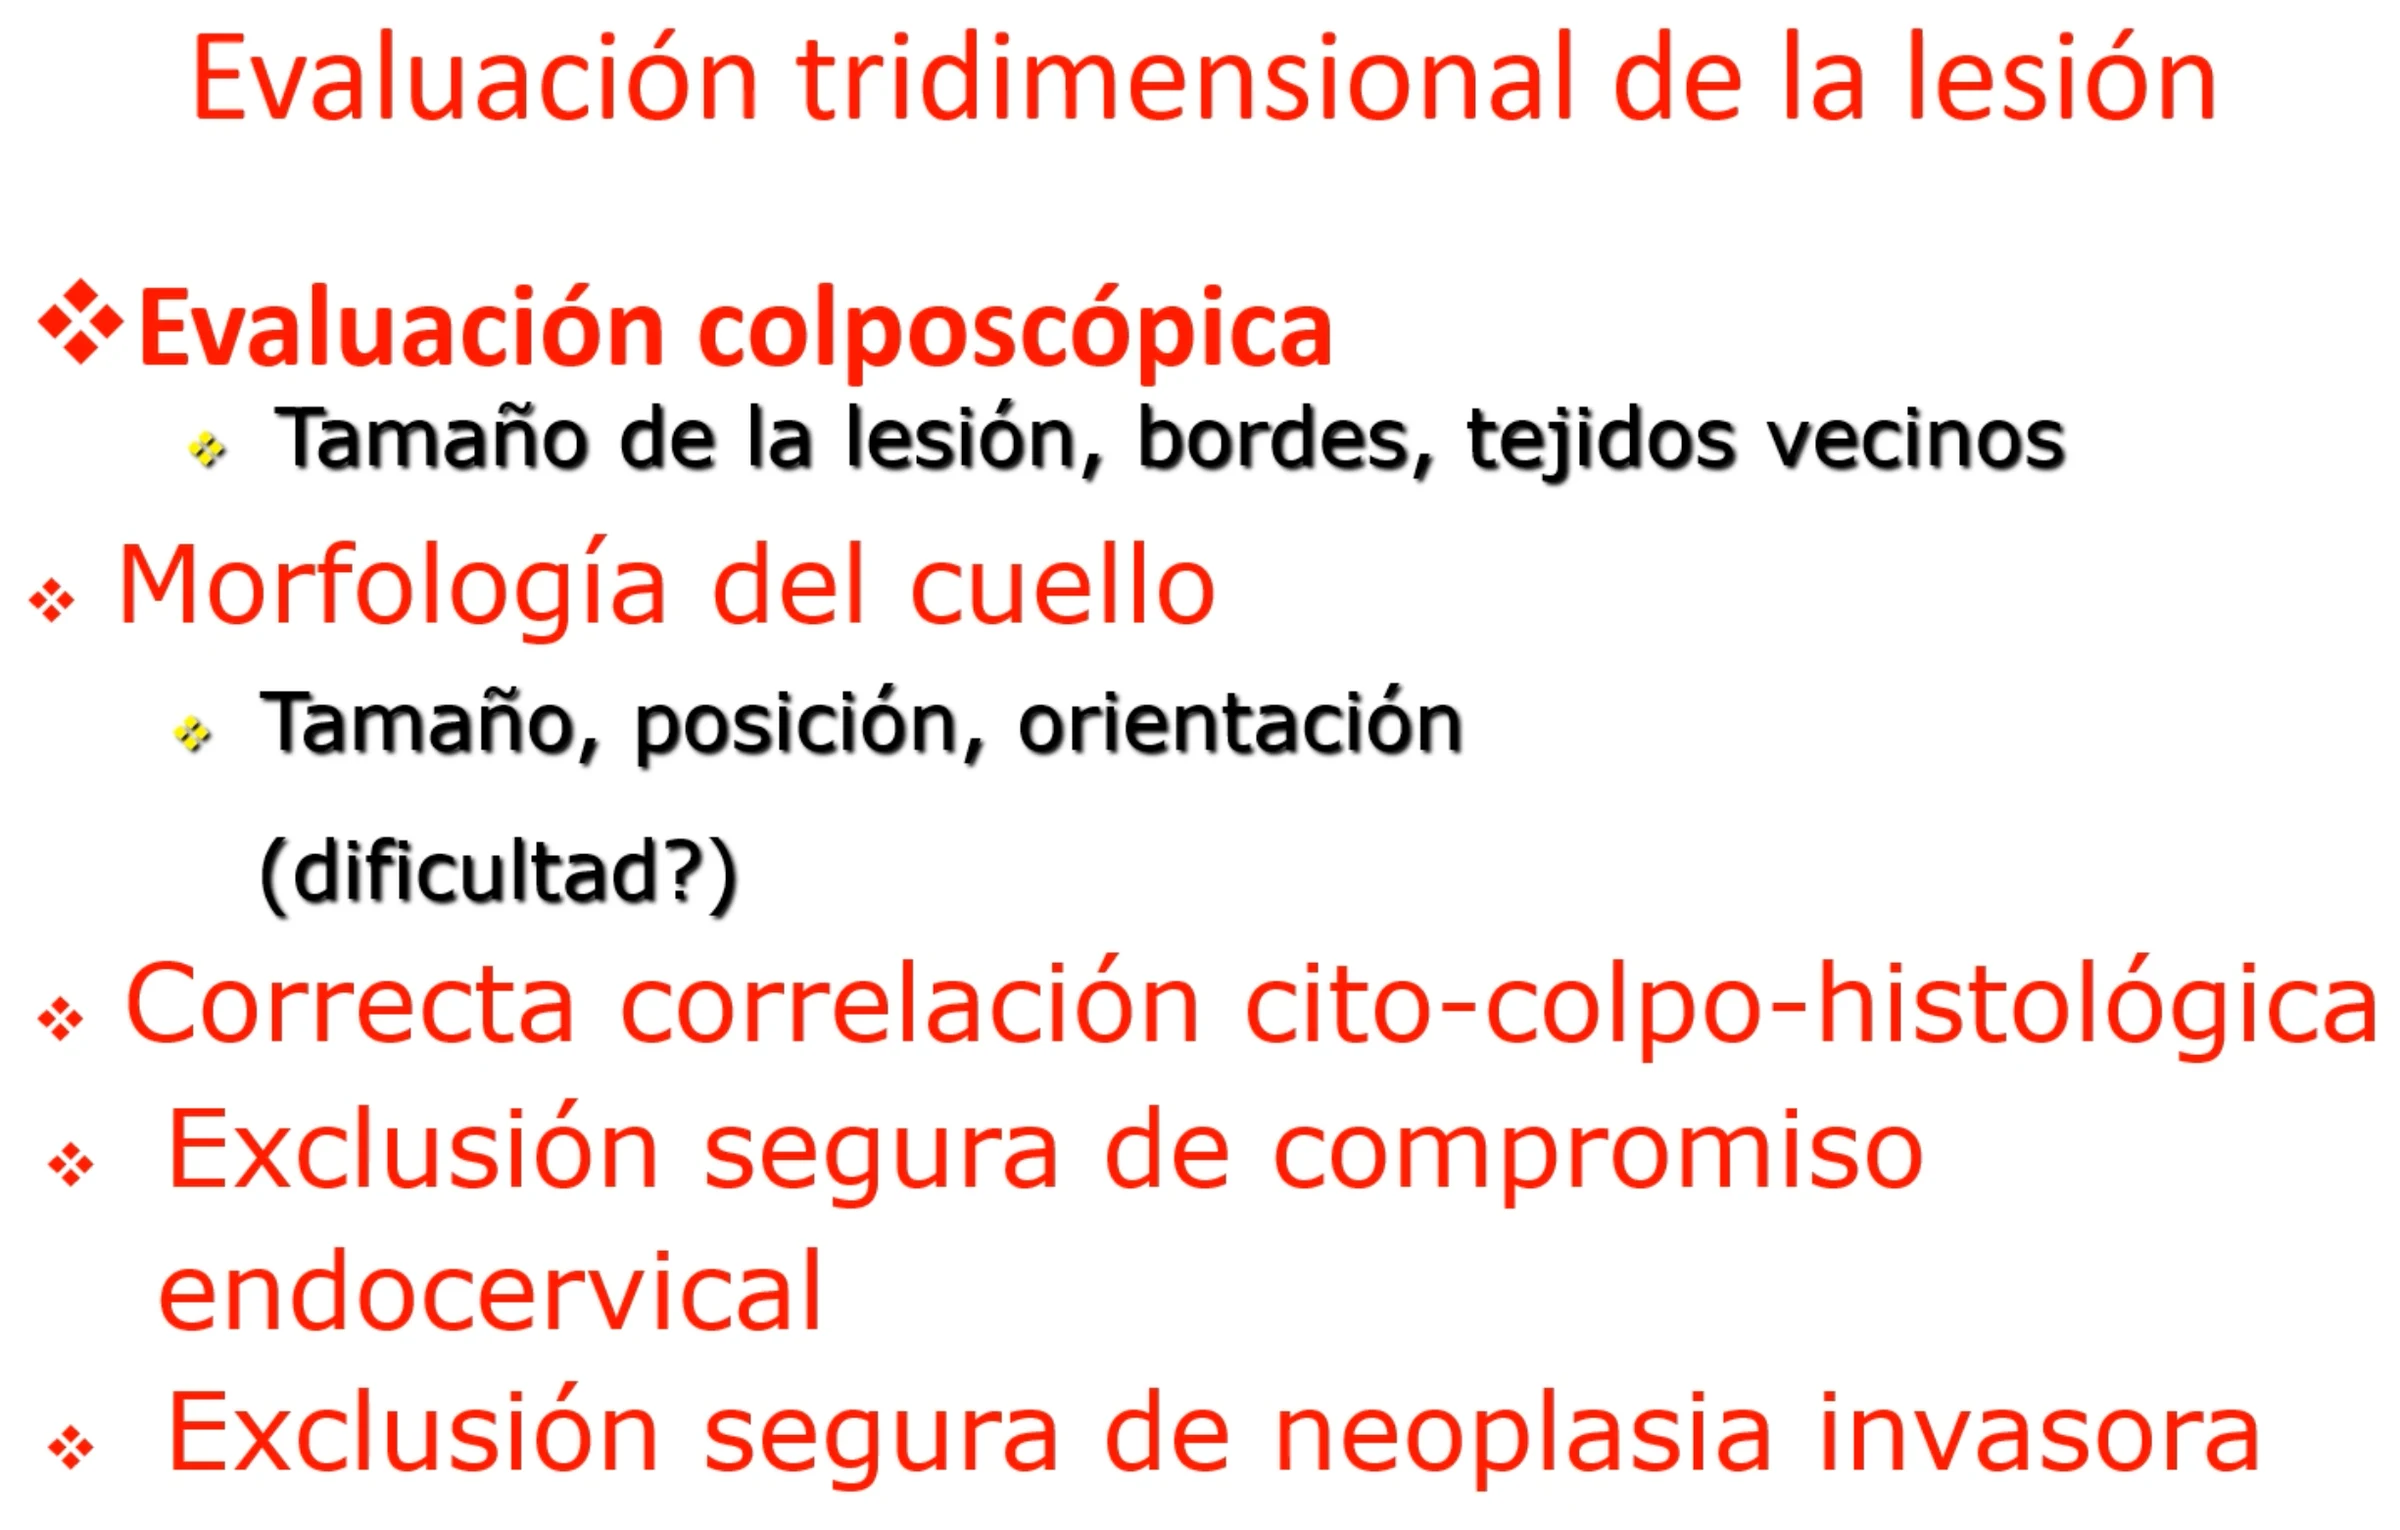 Evaluación tridimensional de la lesión
❖Evaluación colposcópica
❖ Tamaño de la lesión, bordes, tejidos vecinos
❖ Morfología del cuello
❖ Tamaño, posición, orientación
(dificultad?)
❖ Correcta correlación cito-colpo-histológica
❖ Exclusión segura de compromiso
endocervical
❖ Exclusión segura de neoplasia invasora